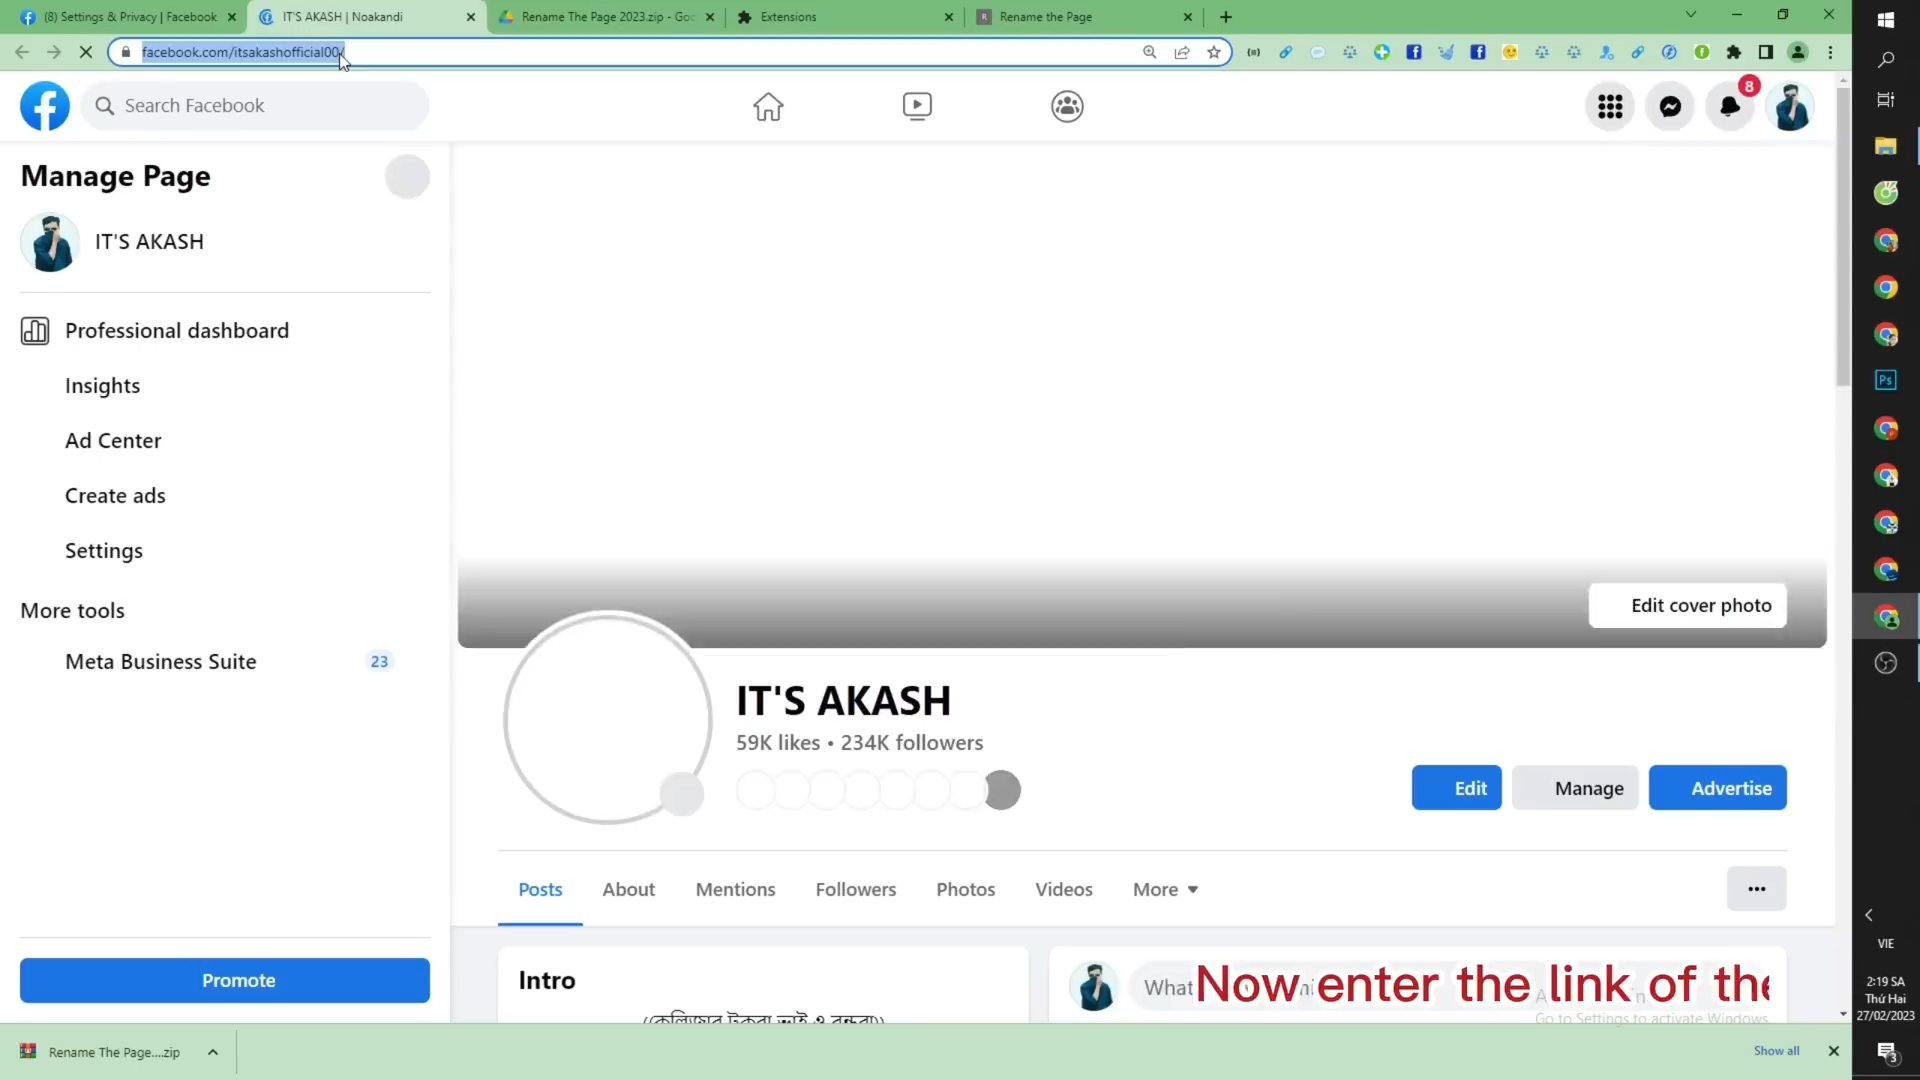 (8) Settings & Privacy | Facebook
IT'S AKASH | Noakandi
Rename The Page 2023.zip - Goo
Extensions
Rename the Page
facebook.com/itsakashofficial00/
Search Facebook
8
Manage Page
IT'S AKASH
Professional dashboard
Insights
Ad Center
Create ads
Settings
More tools
Meta Business Suite
23
Edit cover photo
IT'S AKASH
59K likes • 234K followers
Edit
Manage
Advertise
Posts
About
Mentions
Followers
Photos
Videos
More
Promote
Intro
What
Now enter the link of the
Go to Settings to activate Windows.
Rename The Page....zip
Show all
Ps
VIE
2:19 SA
Thứ Hai
27/02/2023
3